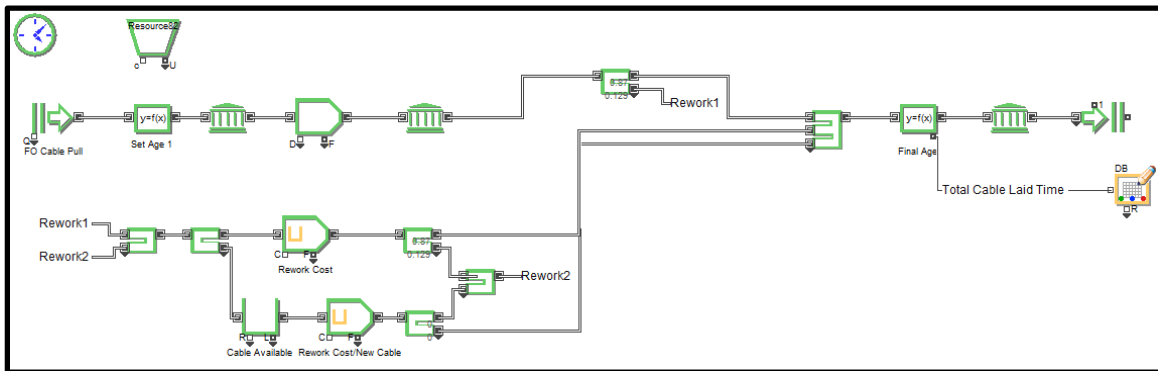 Resource82
c U
0.87
0.129
Rework1
1
y=f(x)
y=f(x)
Q
D F
FO Cable Pull
Set Age 1
Final Age
DB
Total Cable Laid Time
R
Rework1
Rework2
0.87
0.129
C F
Rework Cost
Rework2
0
0
R L
C F
Cable Available
Rework Cost/New Cable